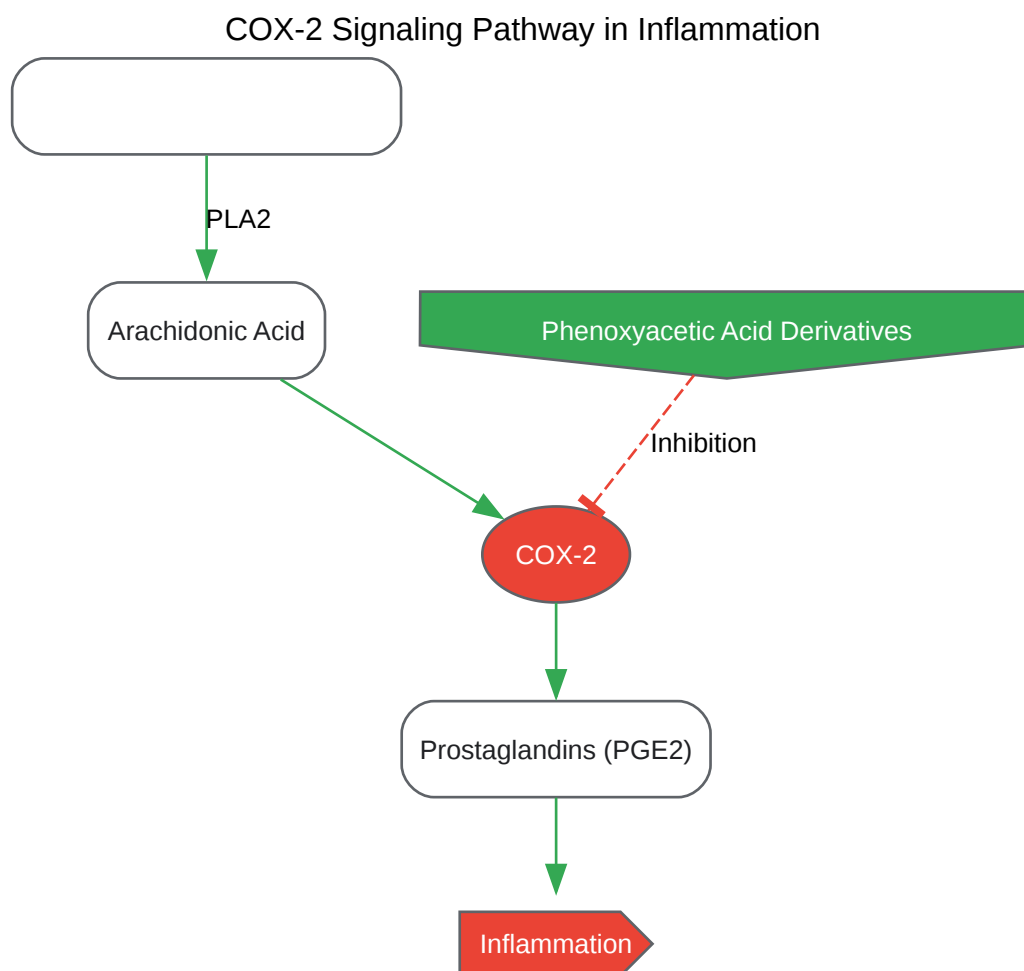 COX-2 Signaling Pathway in Inflammation
PLA2
Arachidonic Acid
Phenoxyacetic Acid Derivatives
Inhibition
COX-2
Prostaglandins (PGE2)
Inflammation